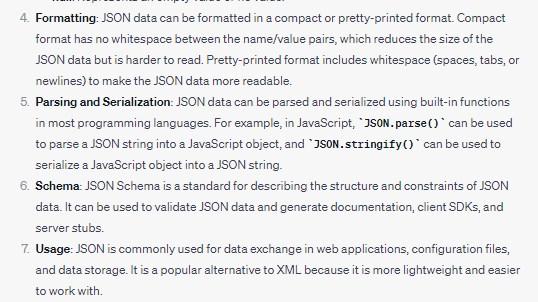 4. Formatting: JSON data can be formatted in a compact or pretty-printed format. Compact
format has no whitespace between the name/value pairs, which reduces the size of the
JSON data but is harder to read. Pretty-printed format includes whitespace (spaces, tabs, or
newlines) to make the JSON data more readable.
5. Parsing and Serialization: JSON data can be parsed and serialized using built-in functions
in most programming languages. For example, in JavaScript, `JSON.parse()` can be used
to parse a JSON string into a JavaScript object, and `JSON.stringify()` can be used to
serialize a JavaScript object into a JSON string.
6. Schema: JSON Schema is a standard for describing the structure and constraints of JSON
data. It can be used to validate JSON data and generate documentation, client SDKs, and
server stubs.
7. Usage: JSON is commonly used for data exchange in web applications, configuration files,
and data storage. It is a popular alternative to XML because it is more lightweight and easier
to work with.